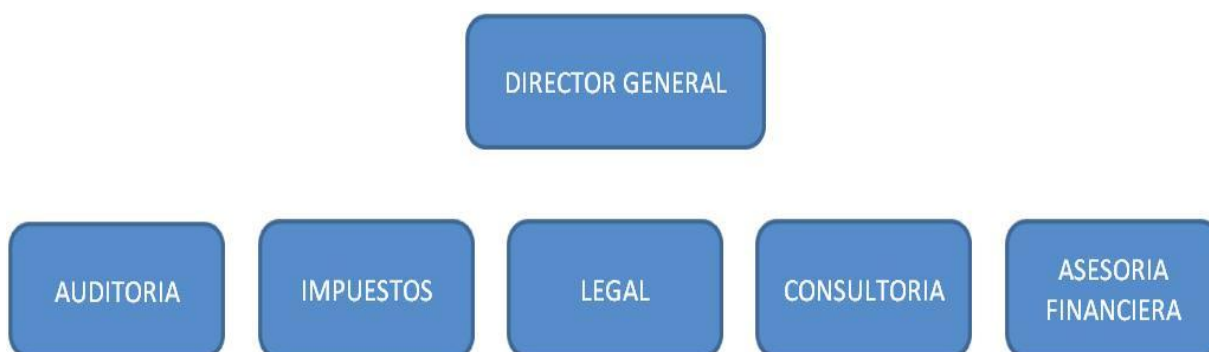 DIRECTOR GENERAL
AUDITORIA
IMPUESTOS
LEGAL
CONSULTORIA
ASESORIA
FINANCIERA